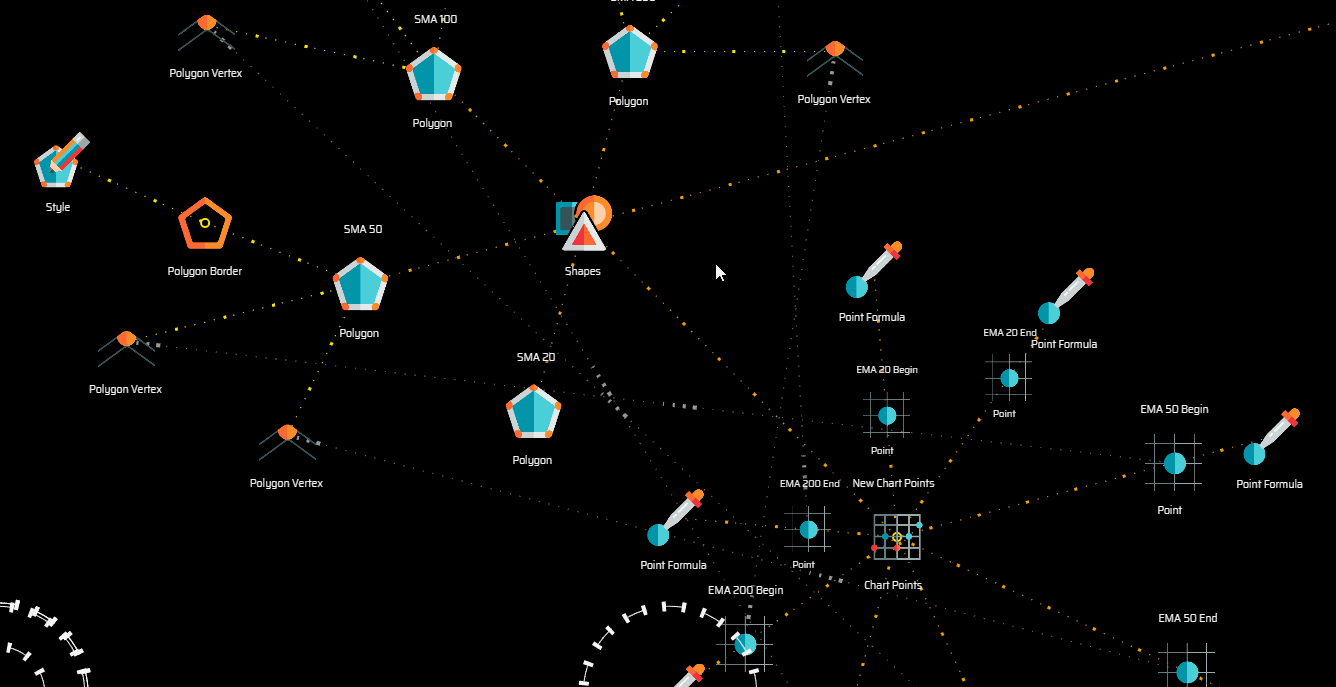 SMA 100
Polygon Vertex
Polygon
Polygon
Polygon Vertex
Style
SMA 50
Polygon Border
Shapes
Polygon
Point Formula
EMA 20 End
Point Formula
SMA 20
EMA 20 Begin
Polygon Vertex
EMA 50 Begin
Point
Point
Polygon
Polygon Vertex
EMA 200 End
New Chart Points
Point Formula
Point
Point Formula
Point
Chart Points
EMA 200 Begin
EMA 50 End